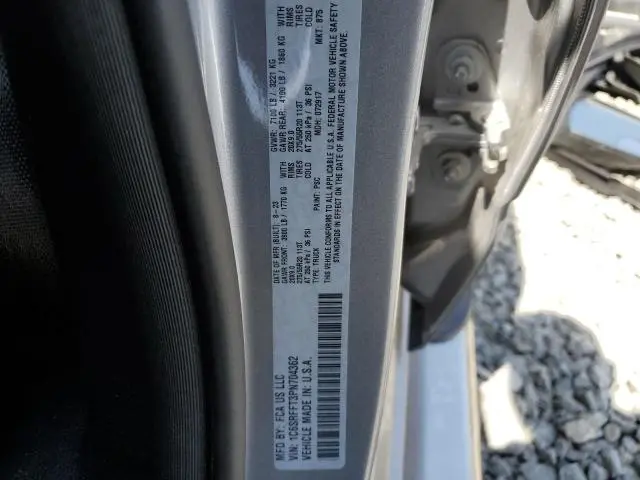 MFD BY: FCA US LLC
DATE OF MFR (BUILT): 8-23
GVWR: 7100 LB / 3221 KG
GAWR FRONT: 3900 LB / 1770 KG WITH
GAWR REAR: 4100 LB / 1860 KG WITH
20X9.0 RIMS
20X9.0 RIMS
275/55R20 113T TIRES
275/55R20 113T TIRES
AT 250 kPa / 36 PSI COLD
AT 250 kPa / 36 PSI COLD
VIN: 1C6SRFFT3PN704362
TYPE: TRUCK
MDH: 072917
MKT: B75
PAINT: PSC
VEHICLE MADE IN: U.S.A.
THIS VEHICLE CONFORMS TO ALL APPLICABLE U.S.A. FEDERAL MOTOR VEHICLE SAFETY
STANDARDS IN EFFECT ON THE DATE OF MANUFACTURE SHOWN ABOVE.